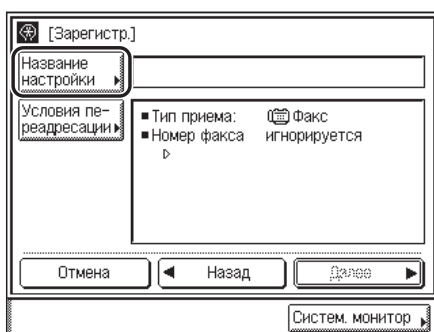 [Зарегистр.]
Название
настройки
Условия пе-
реадресации
■ Тип приема: Факс
■ Номер факса игнорируется
Отмена
Назад
Далее
Систем. монитор